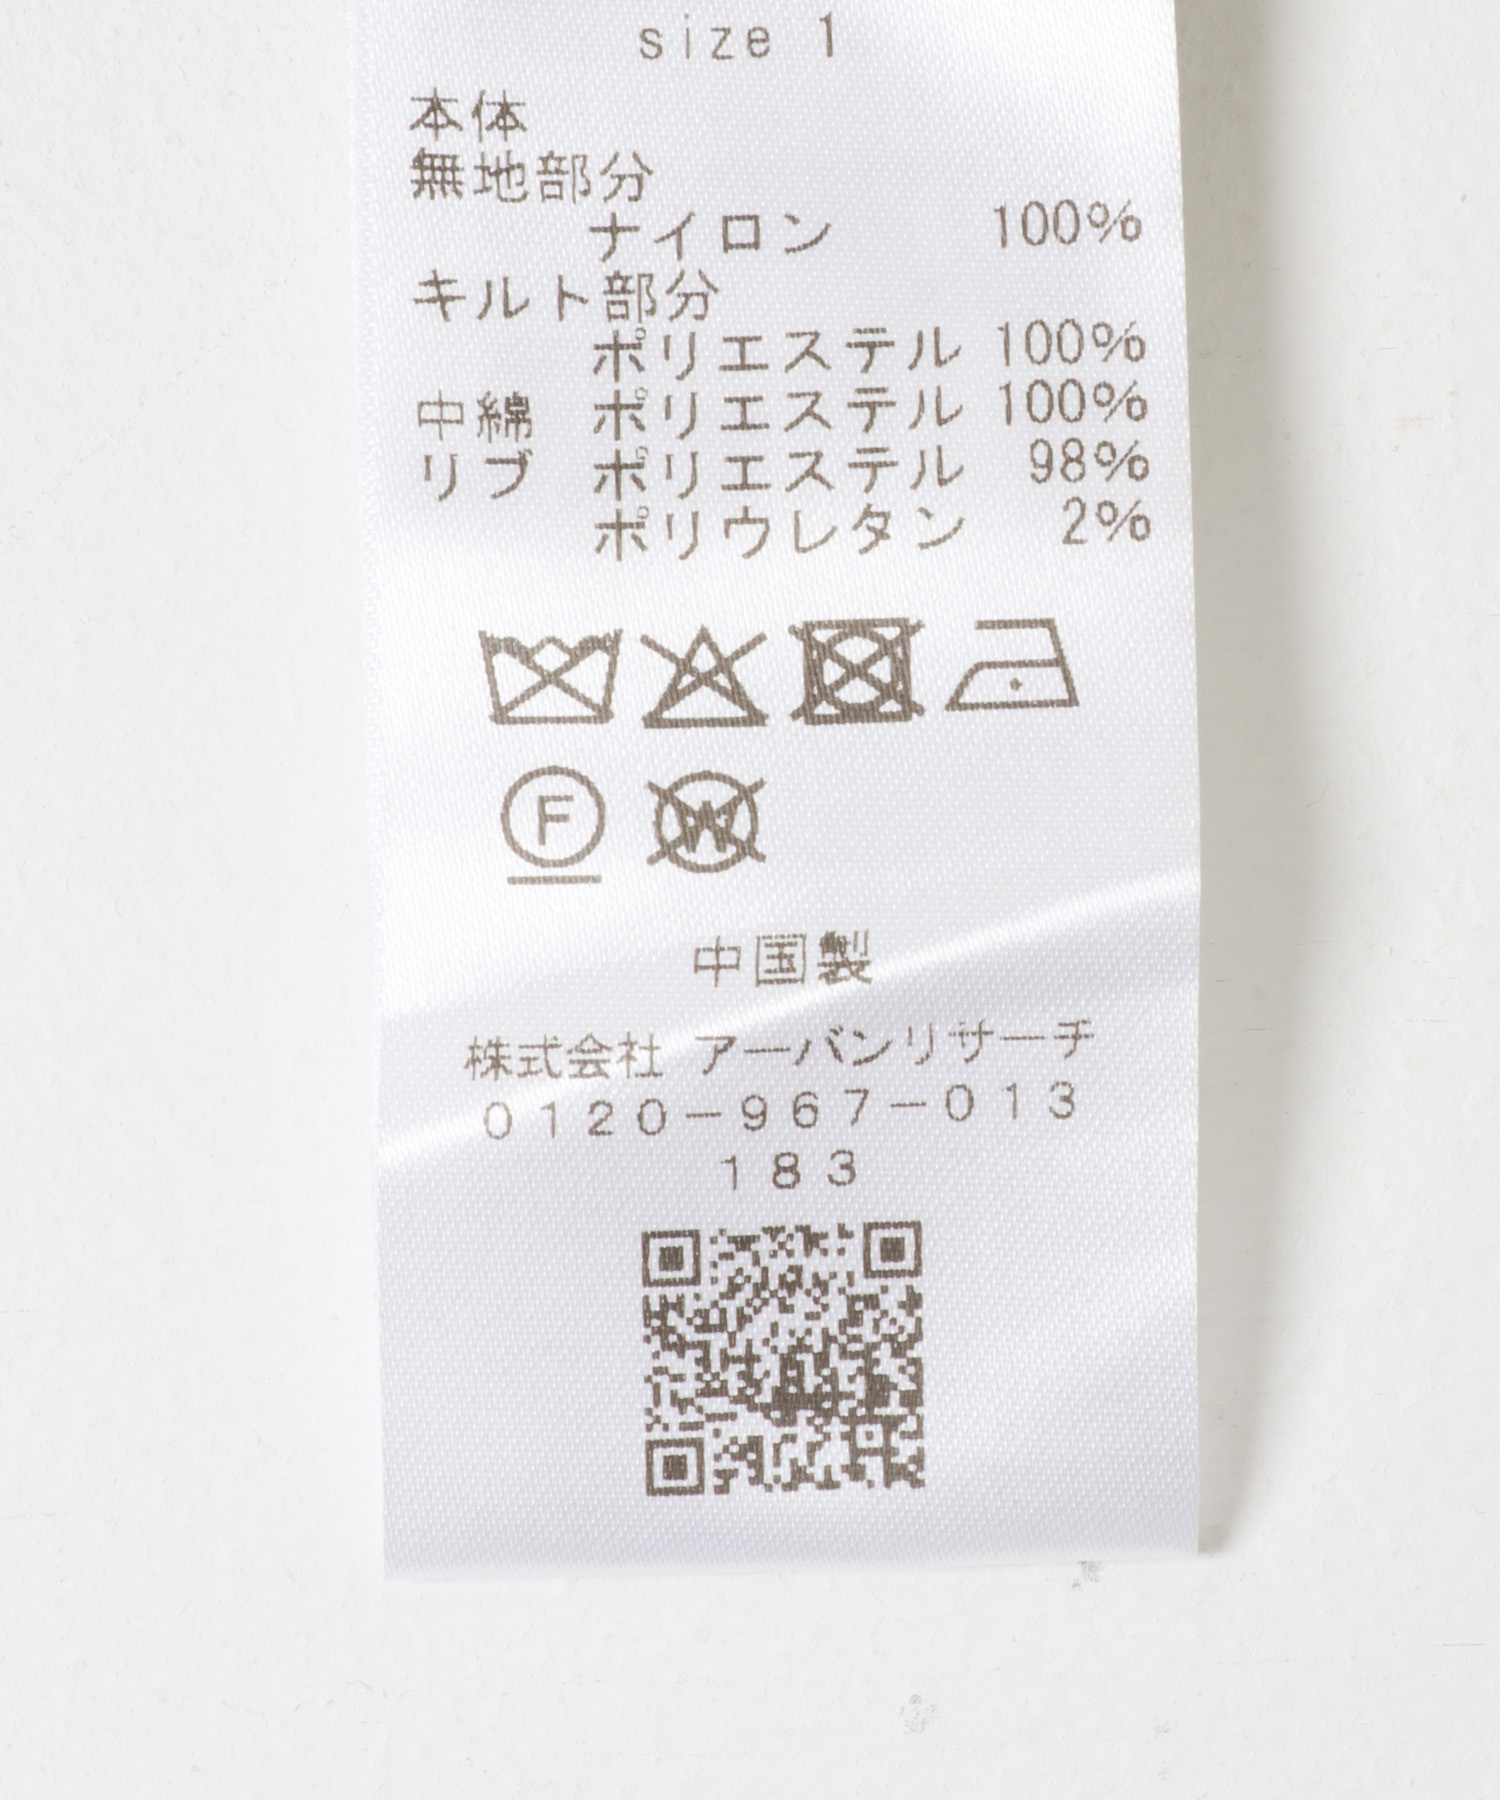 size 1
本体
無地部分
ナイロン 100%
キルト部分
ポリエステル 100%
中綿 ポリエステル 100%
リブ ポリエステル 98%
ポリウレタン 2%
F
W
中国製
株式会社 アーバンリサーチ
0120-967-013
183